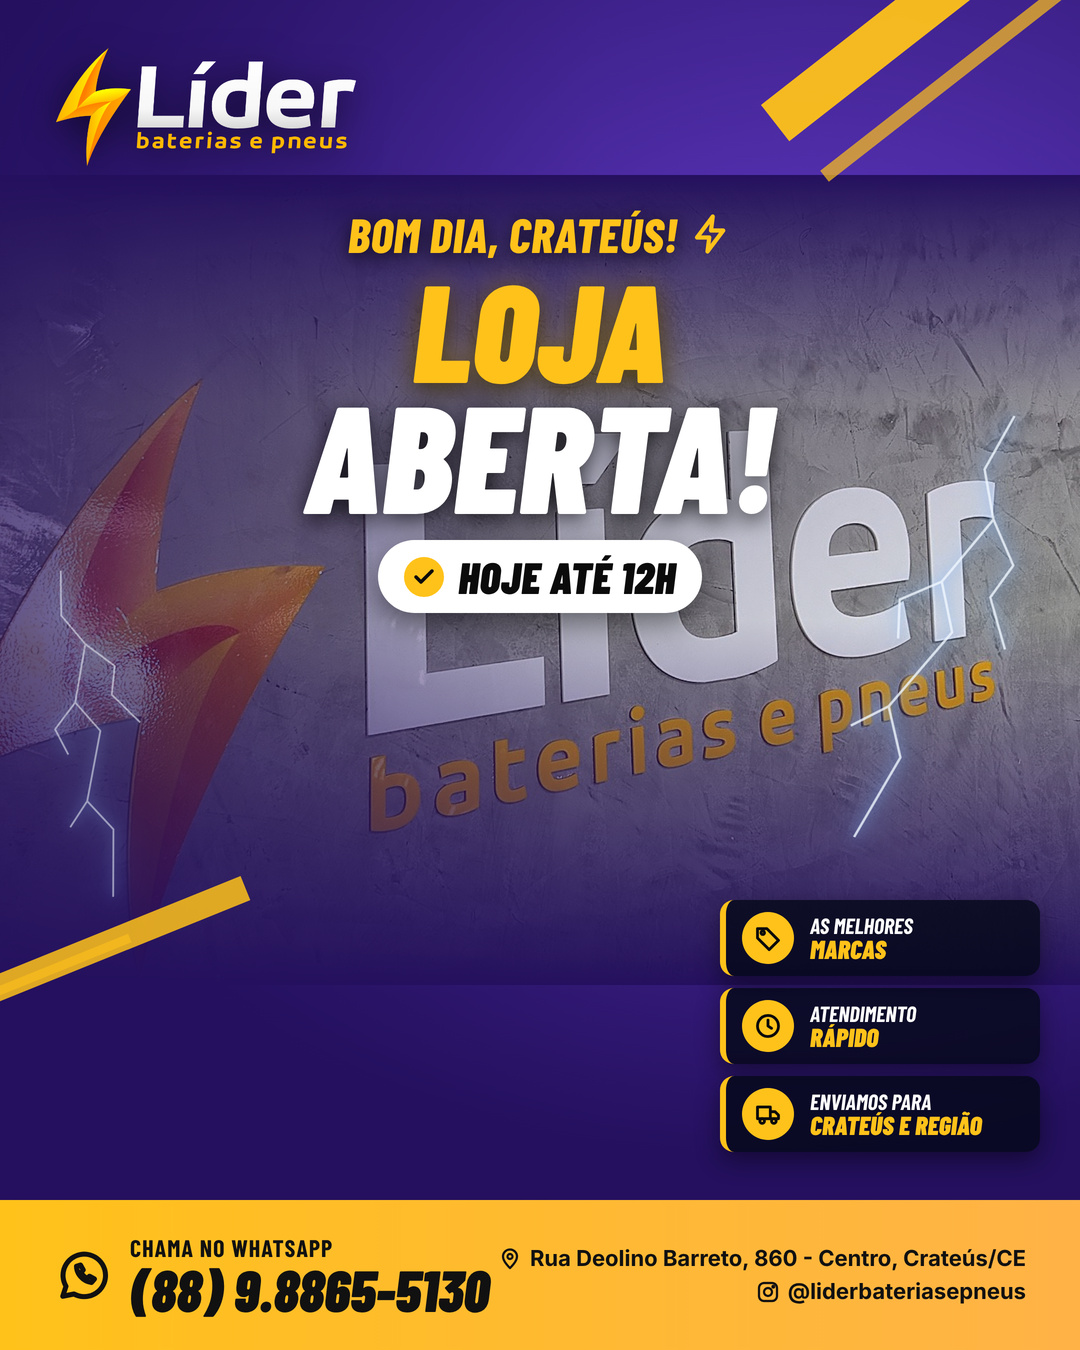 Líder
baterias e pneus
BOM DIA, CRATEÚS!
LOJA
ABERTA!
HOJE ATÉ 12H
Líder
baterias e pneus
AS MELHORES
MARCAS
ATENDIMENTO
RÁPIDO
ENVIAMOS PARA
CRATEÚS E REGIÃO
CHAMA NO WHATSAPP
(88) 9.8865-5130
Rua Deolino Barreto, 860 - Centro, Crateús/CE
@liderbateriasepneus